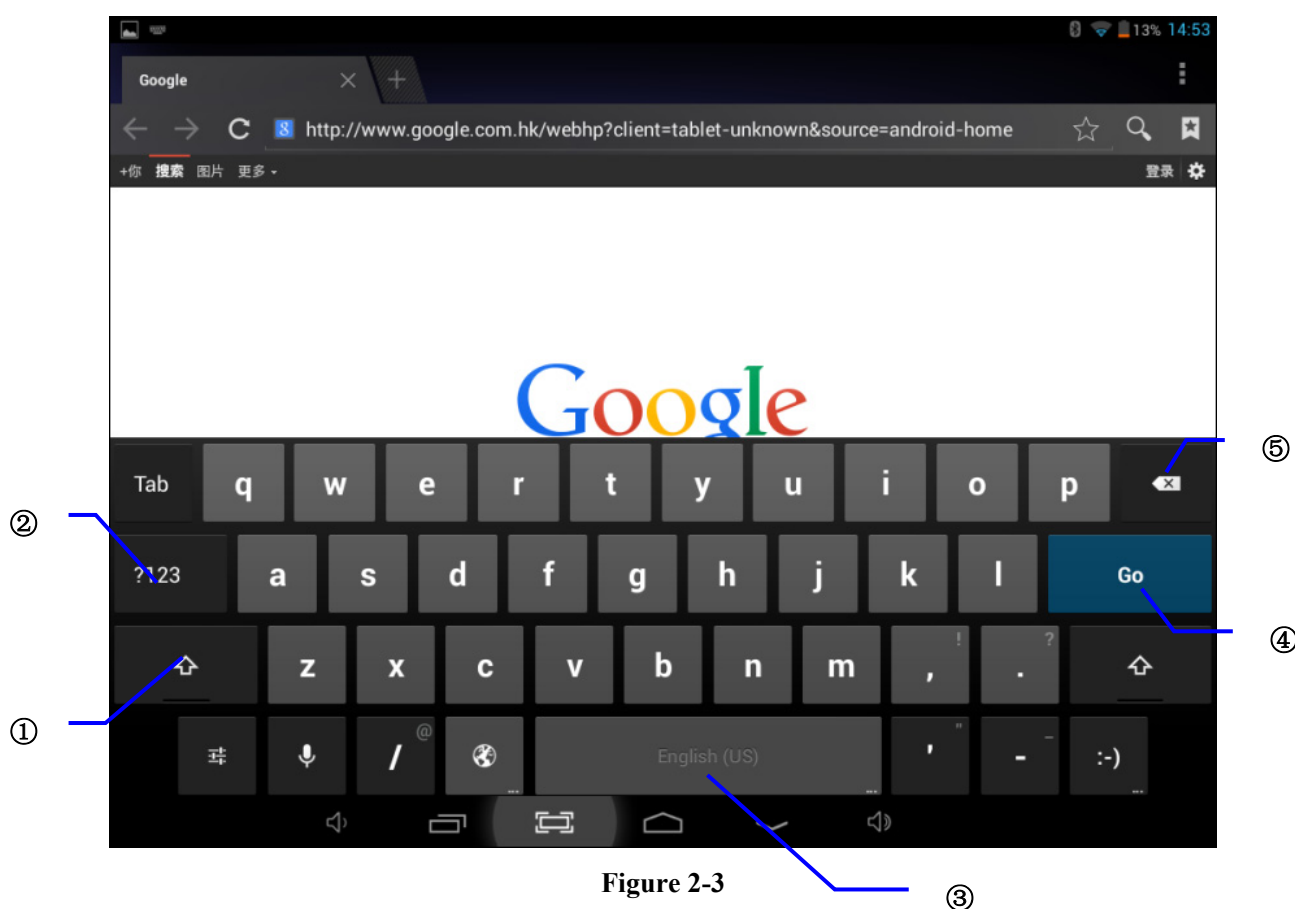 13% 14:53
Google
http://www.google.com.hk/webhp?client=tablet-unknown&source=android-home
+你 搜索 图片 更多 登录
Google
Tab q w e r t y u i o p ⑤
② ?123 a s d f g h j k l Go ④
z x c v b n m , ! . ?
① / @ English (US) ' " - _ :-)
Figure 2-3
③